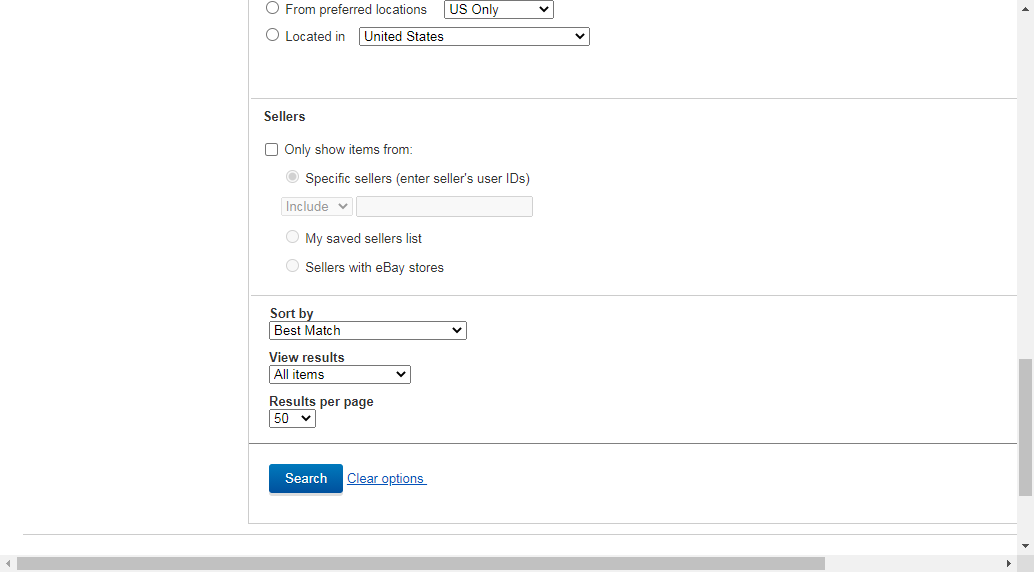 From preferred locations US Only
Located in United States
Sellers
Only show items from:
Specific sellers (enter seller's user IDs)
Include
My saved sellers list
Sellers with eBay stores
Sort by
Best Match
View results
All items
Results per page
50
Search Clear options